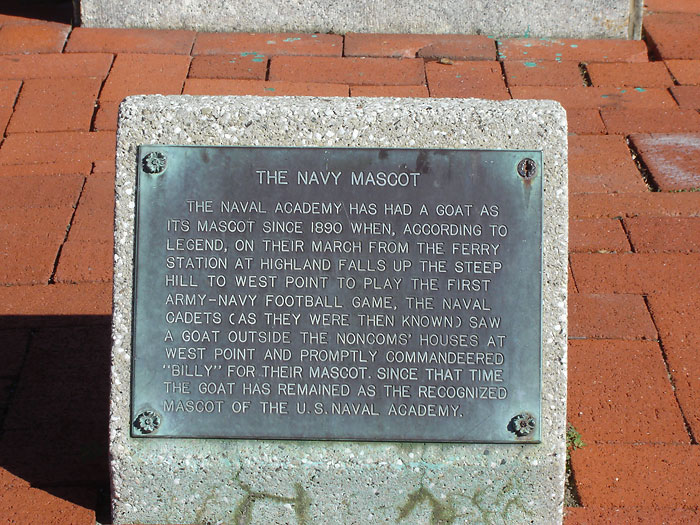 THE NAVY MASCOT
THE NAVAL ACADEMY HAS HAD A GOAT AS
ITS MASCOT SINCE 1890 WHEN, ACCORDING TO
LEGEND, ON THEIR MARCH FROM THE FERRY
STATION AT HIGHLAND FALLS UP THE STEEP
HILL TO WEST POINT TO PLAY THE FIRST
ARMY-NAVY FOOTBALL GAME, THE NAVAL
CADETS (AS THEY WERE THEN KNOWN) SAW
A GOAT OUTSIDE THE NONCOMS' HOUSES AT
WEST POINT AND PROMPTLY COMMANDEERED
"BILLY" FOR THEIR MASCOT. SINCE THAT TIME
THE GOAT HAS REMAINED AS THE RECOGNIZED
MASCOT OF THE U.S. NAVAL ACADEMY.